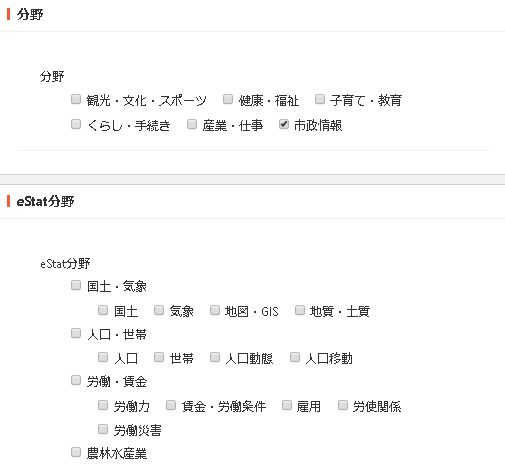 分野
分野
観光・文化・スポーツ 健康・福祉 子育て・教育
くらし・手続き 産業・仕事 市政情報
eStat分野
eStat分野
国土・気象
国土 気象 地図・GIS 地質・土質
人口・世帯
人口 世帯 人口動態 人口移動
労働・賃金
労働力 賃金・労働条件 雇用 労使関係
労働災害
農林水産業